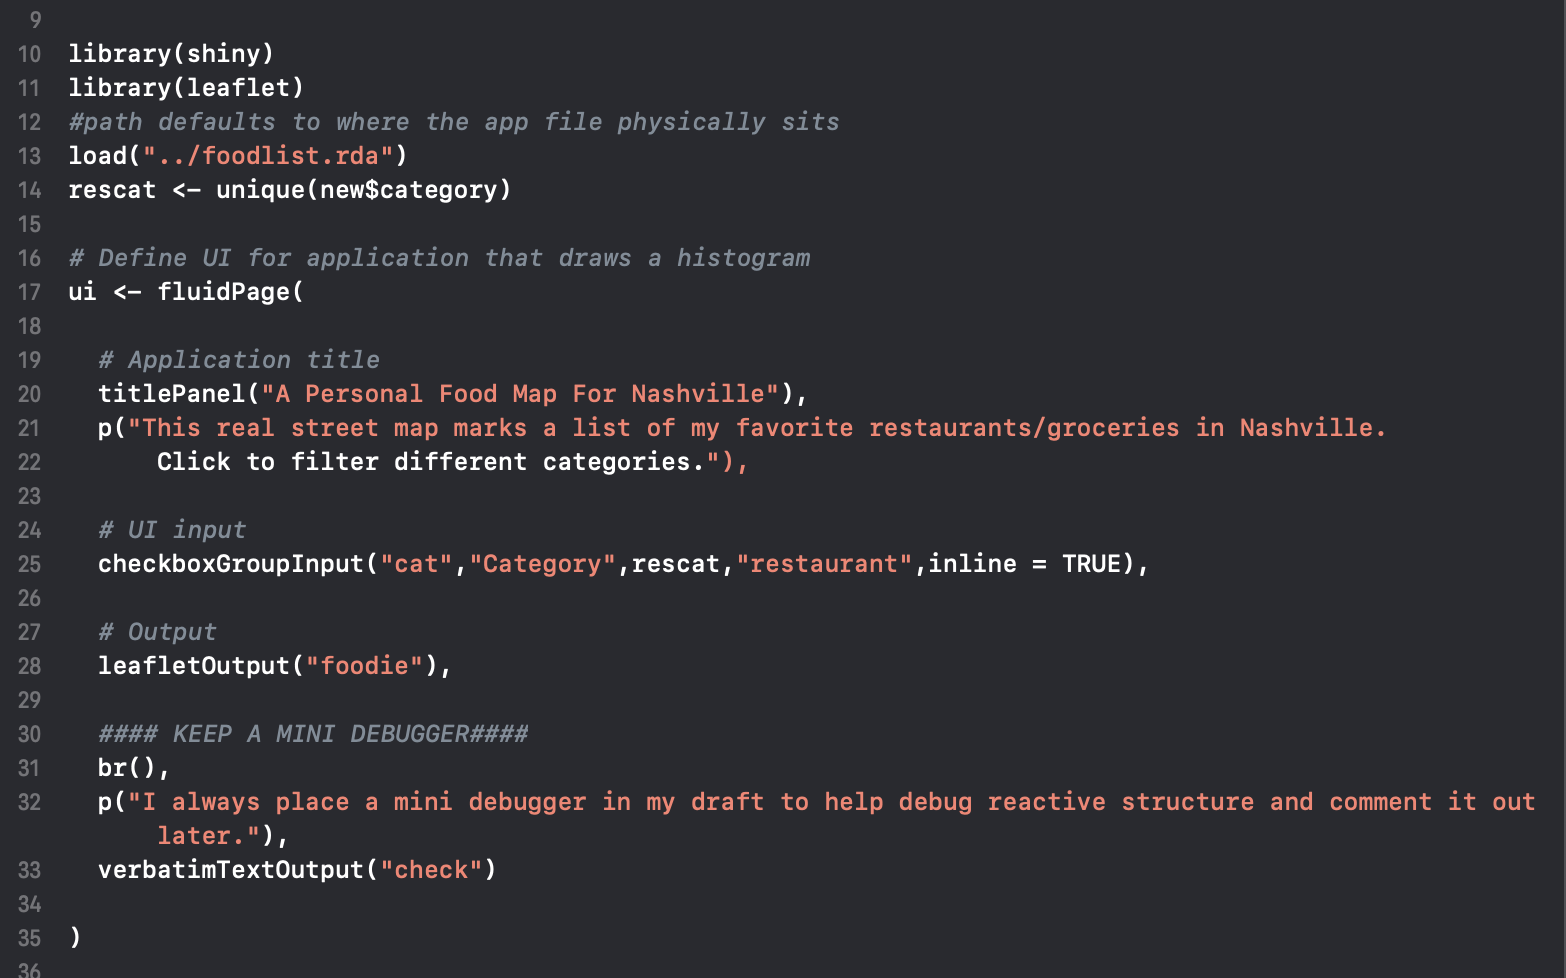 9
10 library(shiny)
11 library(leaflet)
12 #path defaults to where the app file physically sits
13 load("../foodlist.rda")
14 rescat <- unique(new$category)
15
16 # Define UI for application that draws a histogram
17 ui <- fluidPage(
18
19 # Application title
20 titlePanel("A Personal Food Map For Nashville"),
21 p("This real street map marks a list of my favorite restaurants/groceries in Nashville.
22 Click to filter different categories."),
23
24 # UI input
25 checkboxGroupInput("cat","Category",rescat,"restaurant",inline = TRUE),
26
27 # Output
28 leafletOutput("foodie"),
29
30 #### KEEP A MINI DEBUGGER####
31 br(),
32 p("I always place a mini debugger in my draft to help debug reactive structure and comment it out
later."),
33 verbatimTextOutput("check")
34
35 )
36